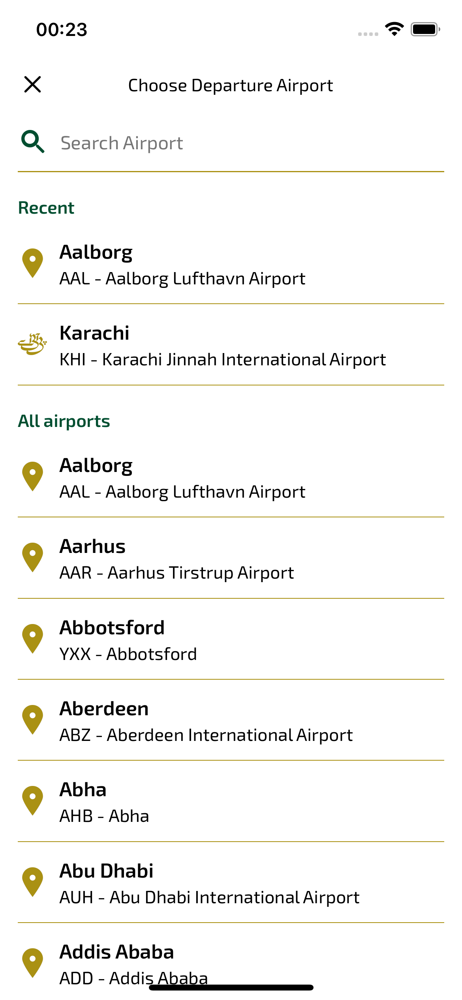 00:23
Choose Departure Airport
Search Airport
Recent
Aalborg
AAL - Aalborg Lufthavn Airport
Karachi
KHI - Karachi Jinnah International Airport
All airports
Aalborg
AAL - Aalborg Lufthavn Airport
Aarhus
AAR - Aarhus Tirstrup Airport
Abbotsford
YXX - Abbotsford
Aberdeen
ABZ - Aberdeen International Airport
Abha
AHB - Abha
Abu Dhabi
AUH - Abu Dhabi International Airport
Addis Ababa
ADD - Addis Ababa